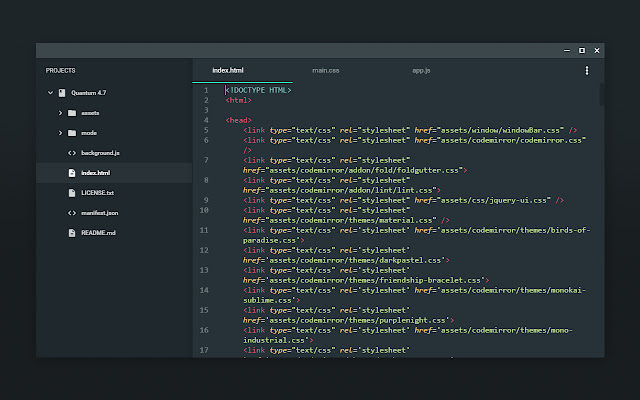 PROJECTS
Quantum 4.7
assets
mode
background.js
index.html
LICENSE.txt
manifest.json
README.md
index.html main.css app.js
1 <!DOCTYPE HTML>
2 <html>
3
4 <head>
5 <link type="text/css" rel="stylesheet" href="assets/window/windowBar.css" />
6 <link type="text/css" rel="stylesheet" href="assets/codemirror/codemirror.css"
/>
7 <link type="text/css" rel="stylesheet"
href="assets/codemirror/addon/fold/foldgutter.css">
8 <link type="text/css" rel="stylesheet"
href="assets/codemirror/addon/lint/lint.css">
9 <link type="text/css" rel="stylesheet" href="assets/css/jquery-ui.css" />
10 <link type="text/css" rel="stylesheet"
href="assets/codemirror/themes/material.css" />
11 <link type="text/css" rel='stylesheet' href='assets/codemirror/themes/birds-of-
paradise.css'>
12 <link type="text/css" rel='stylesheet'
href='assets/codemirror/themes/darkpastel.css'>
13 <link type="text/css" rel='stylesheet'
href='assets/codemirror/themes/friendship-bracelet.css'>
14 <link type="text/css" rel='stylesheet' href='assets/codemirror/themes/monokai-
sublime.css'>
15 <link type="text/css" rel='stylesheet'
href='assets/codemirror/themes/purplenight.css'>
16 <link type="text/css" rel='stylesheet' href='assets/codemirror/themes/mono-
industrial.css'>
17 <link type="text/css" rel='stylesheet'